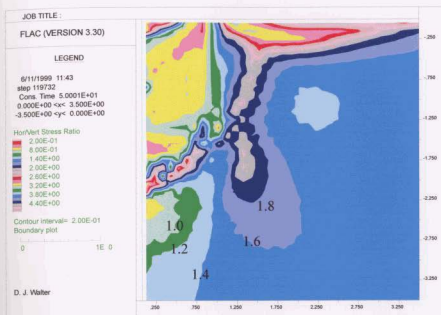 JOB TITLE :
FLAC (VERSION 3.30)
LEGEND
6/11/1999 11:43
step 119732
Cons. Time 5.0001E+01
0.000E+00 <x< 3.500E+00
-3.500E+00 <y< 0.000E+00
Hor/Vert Stress Ratio
2.00E-01
8.00E-01
1.40E+00
2.00E+00
2.60E+00
3.20E+00
3.80E+00
4.40E+00
Contour interval= 2.00E-01
Boundary plot
0 1E 0
D. J. Walter
1.0
1.2
1.4
1.6
1.8
-.250
-.750
-1.250
-1.750
-2.250
-2.750
-3.250
.250 .750 1.250 1.750 2.250 2.750 3.250